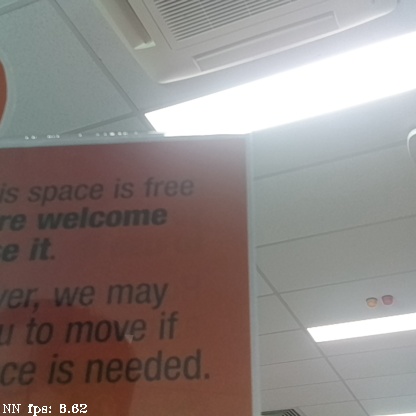 is space is free
re welcome
e it.
ver, we may
u to move if
ce is needed.
NN fps: 8.62